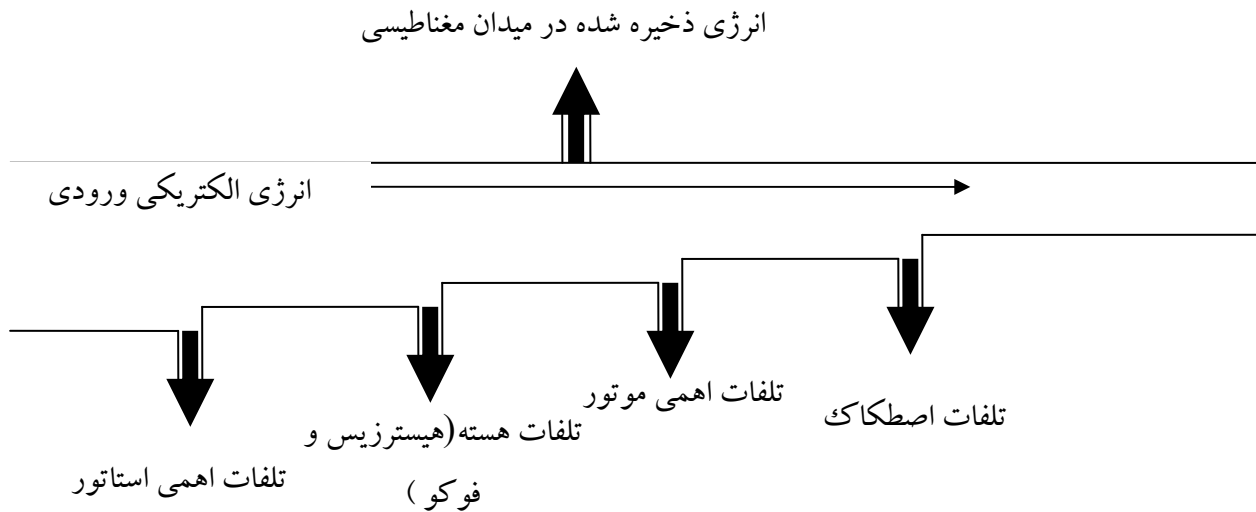 انرژی ذخیره شده در میدان مغناطیسی
انرژی الکتریکی ورودی
تلفات اهمی موتور
تلفات اصطکاک
تلفات هسته(هیسترزیس و
فوکو )
تلفات اهمی استاتور